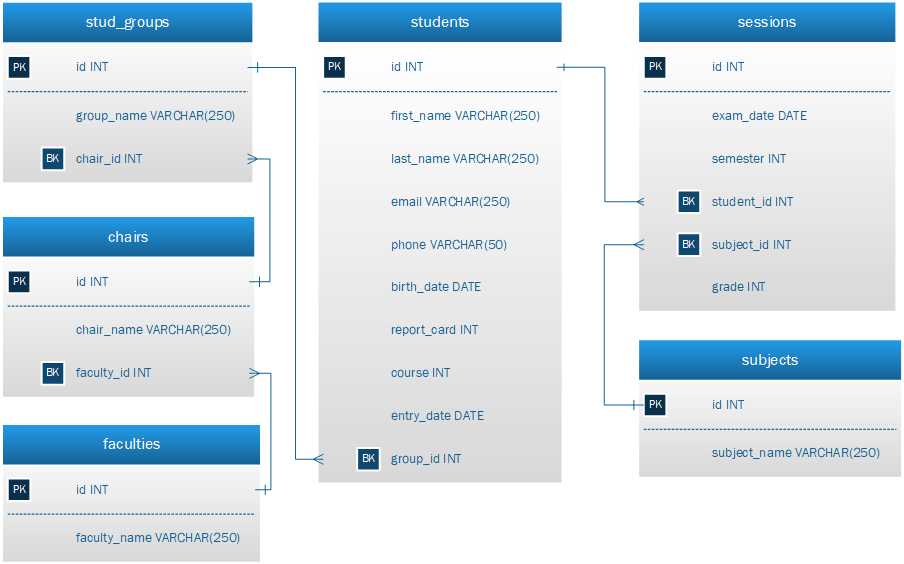 stud_groups
PK id INT
group_name VARCHAR(250)
BK chair_id INT
chairs
PK id INT
chair_name VARCHAR(250)
BK faculty_id INT
faculties
PK id INT
faculty_name VARCHAR(250)
students
PK id INT
first_name VARCHAR(250)
last_name VARCHAR(250)
email VARCHAR(250)
phone VARCHAR(50)
birth_date DATE
report_card INT
course INT
entry_date DATE
BK group_id INT
sessions
PK id INT
exam_date DATE
semester INT
BK student_id INT
BK subject_id INT
grade INT
subjects
PK id INT
subject_name VARCHAR(250)